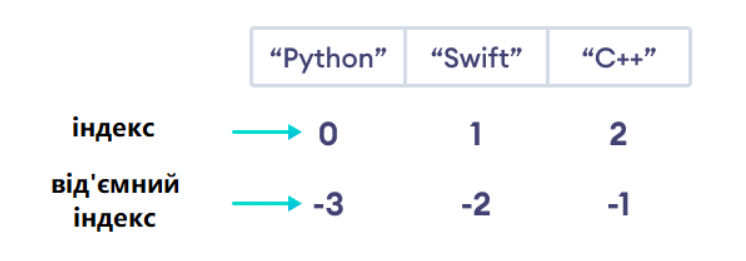 “Python” “Swift” “C++”
індекс 0 1 2
від'ємний
індекс -3 -2 -1